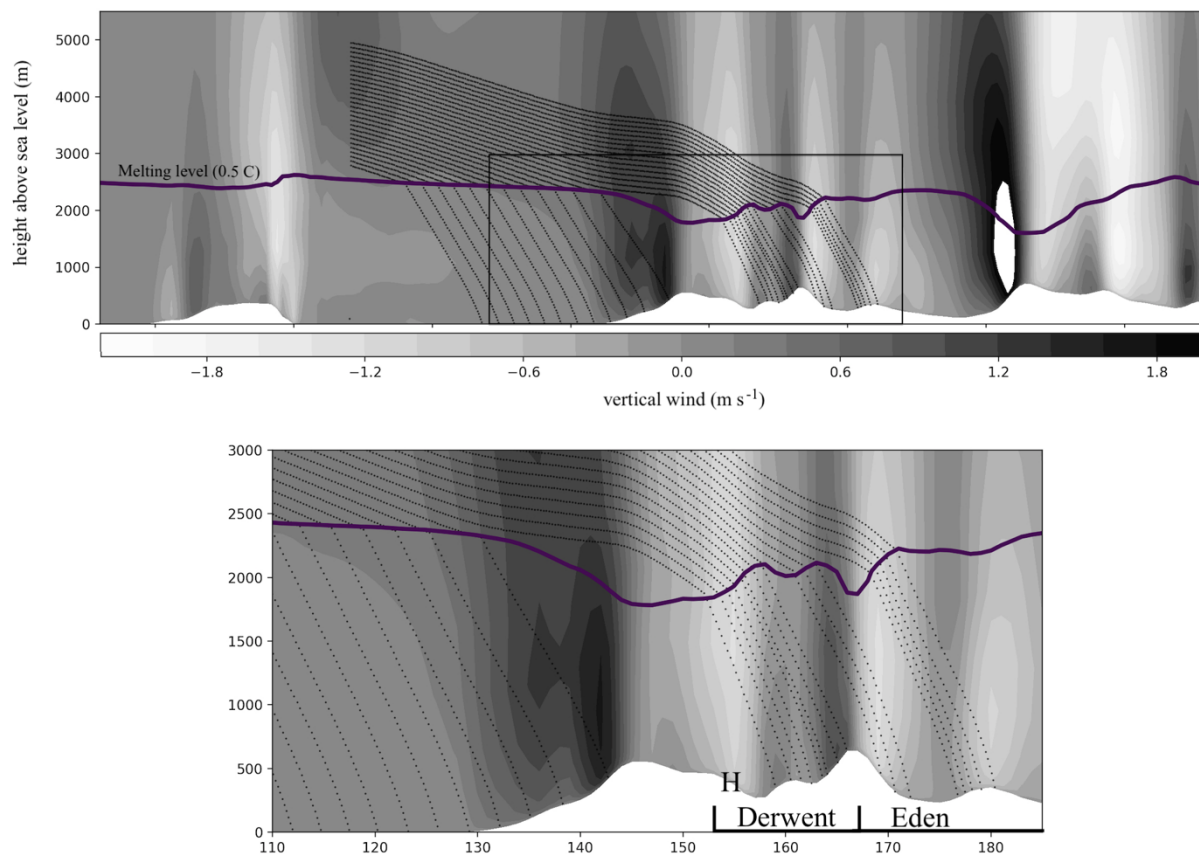 5000
4000
height above sea level (m)
3000
Melting level (0.5 C)
2000
1000
0
−1.8 −1.2 −0.6 0.0 0.6 1.2 1.8
vertical wind (m s⁻¹)
3000
2500
2000
1500
1000
500
H
Derwent Eden
0
110 120 130 140 150 160 170 180